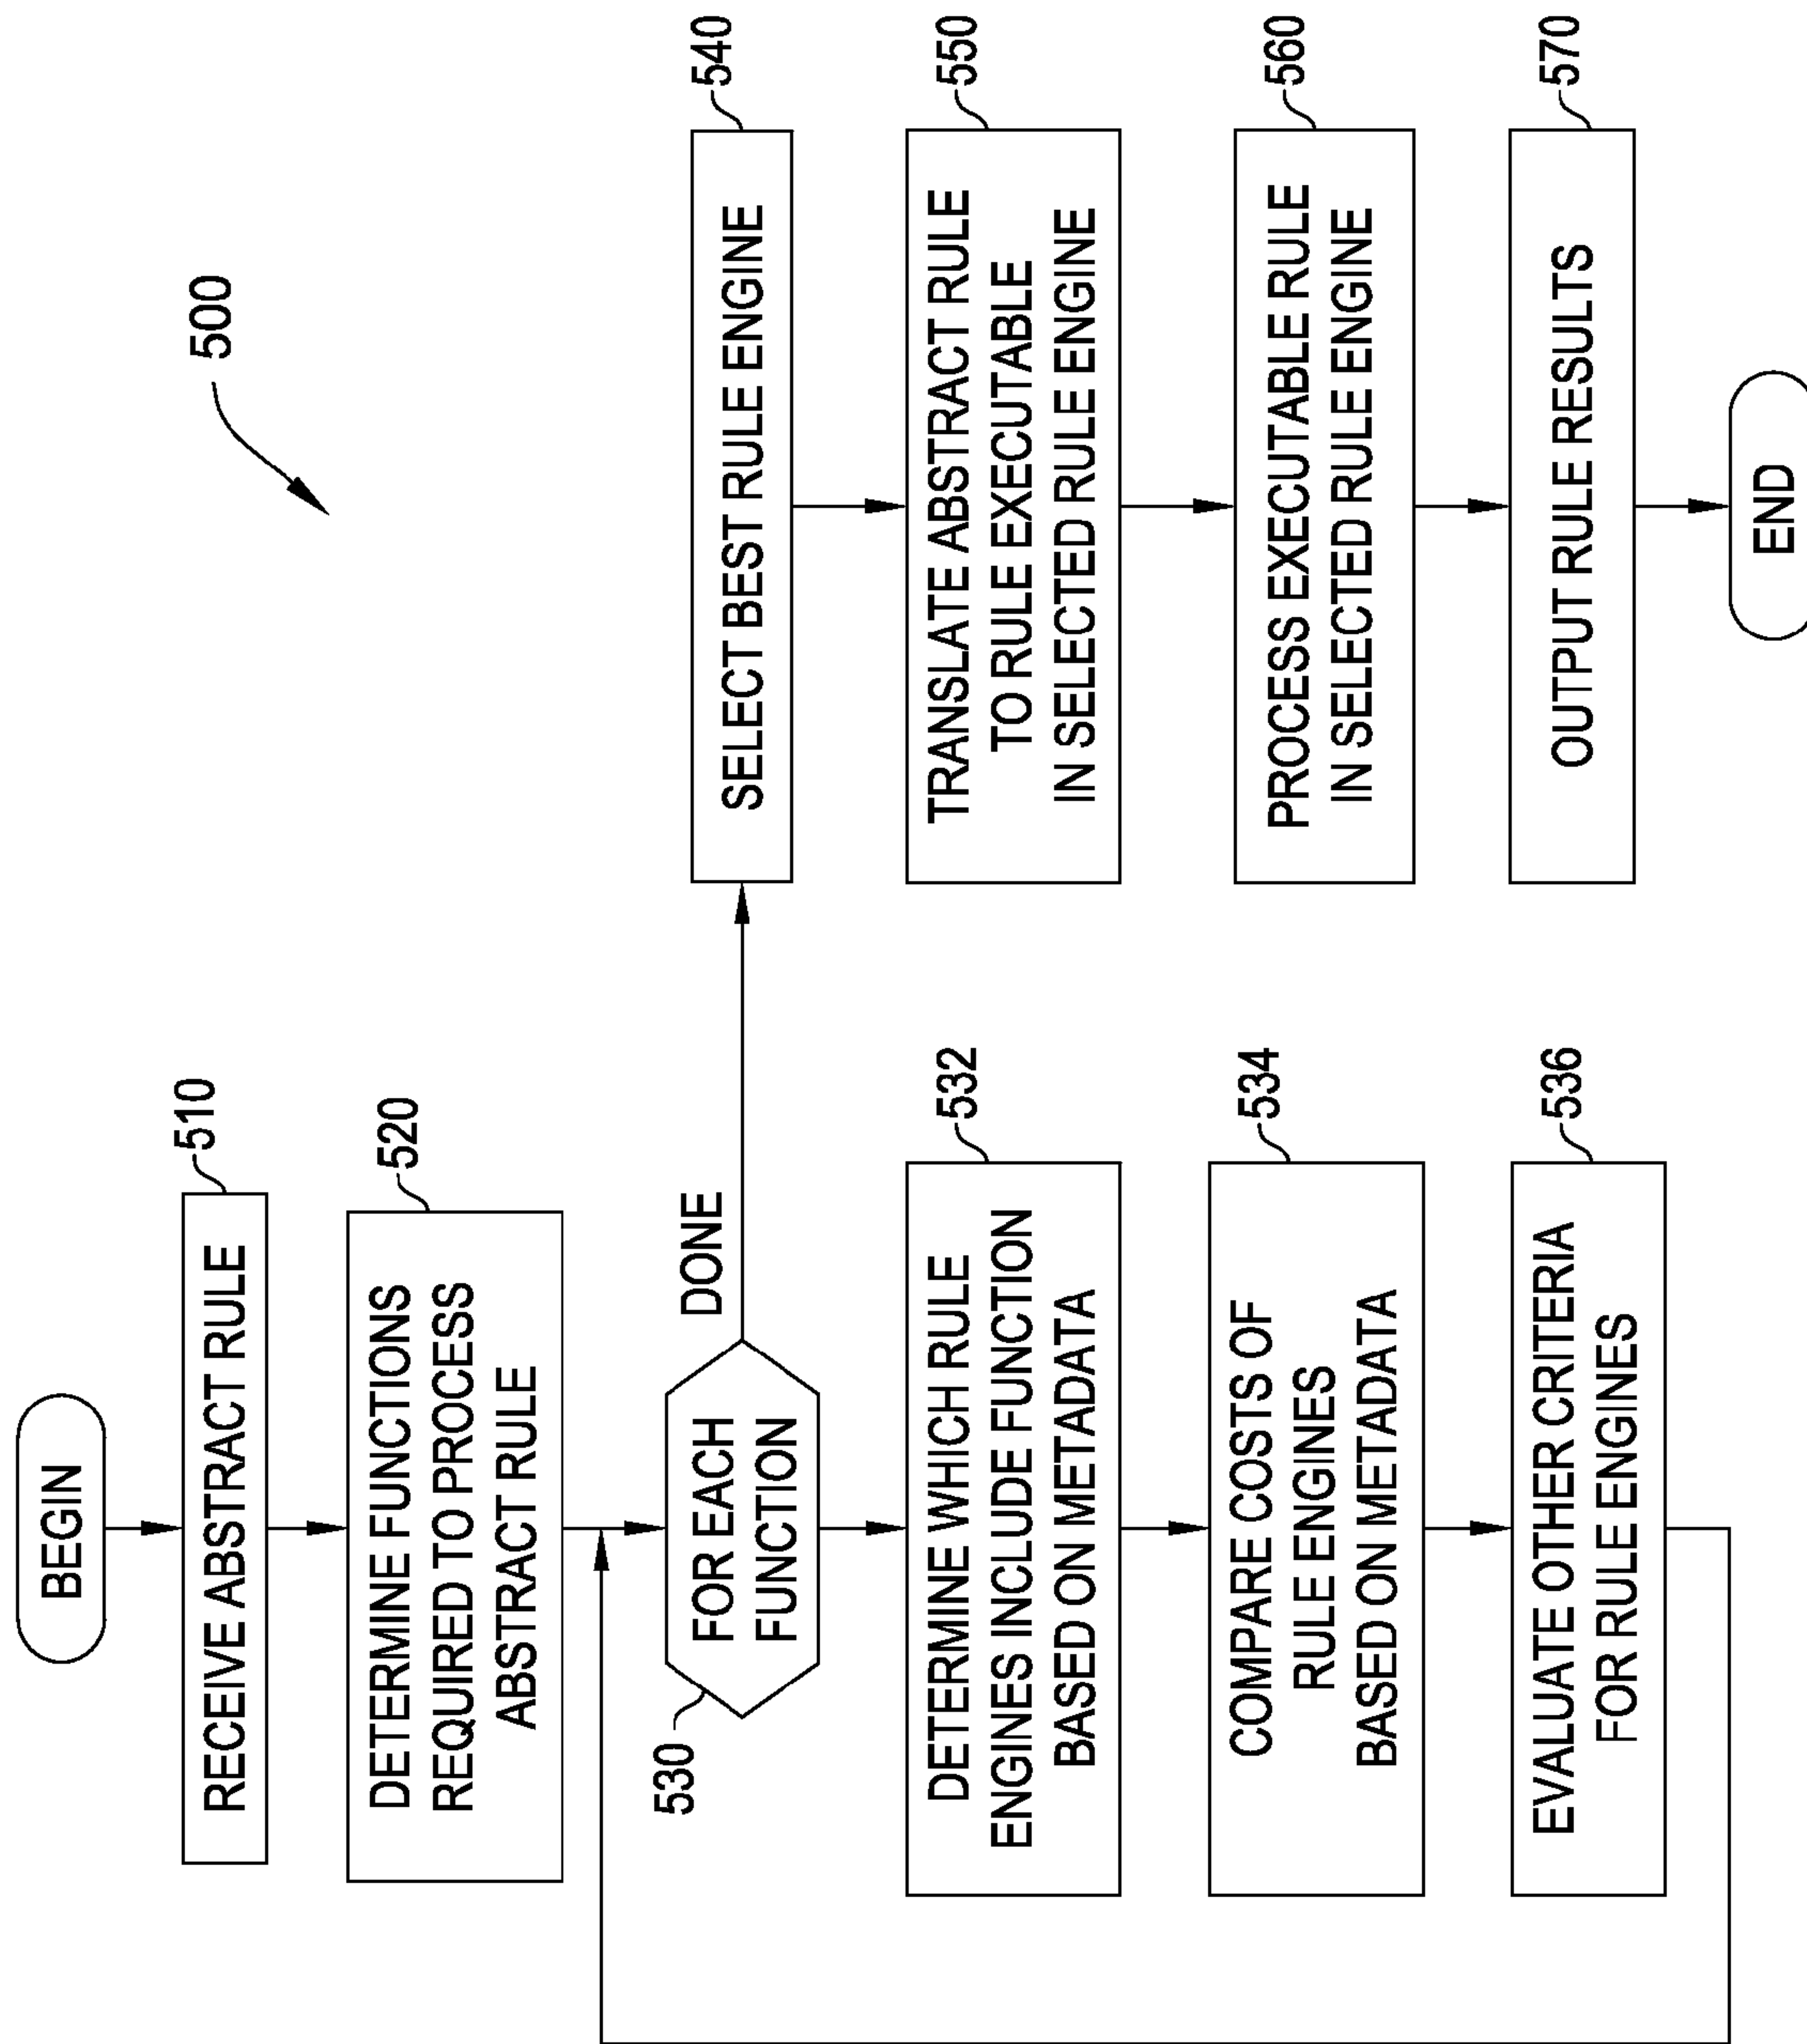 500
BEGIN
RECEIVE ABSTRACT RULE
510
DETERMINE FUNCTIONS
REQUIRED TO PROCESS
ABSTRACT RULE
520
FOR EACH
FUNCTION
530
DONE
DETERMINE WHICH RULE
ENGINES INCLUDE FUNCTION
BASED ON METADATA
532
COMPARE COSTS OF
RULE ENGINES
BASED ON METADATA
534
EVALUATE OTHER CRITERIA
FOR RULE ENGINES
536
SELECT BEST RULE ENGINE
540
TRANSLATE ABSTRACT RULE
TO RULE EXECUTABLE
IN SELECTED RULE ENGINE
550
PROCESS EXECUTABLE RULE
IN SELECTED RULE ENGINE
560
OUTPUT RULE RESULTS
570
END